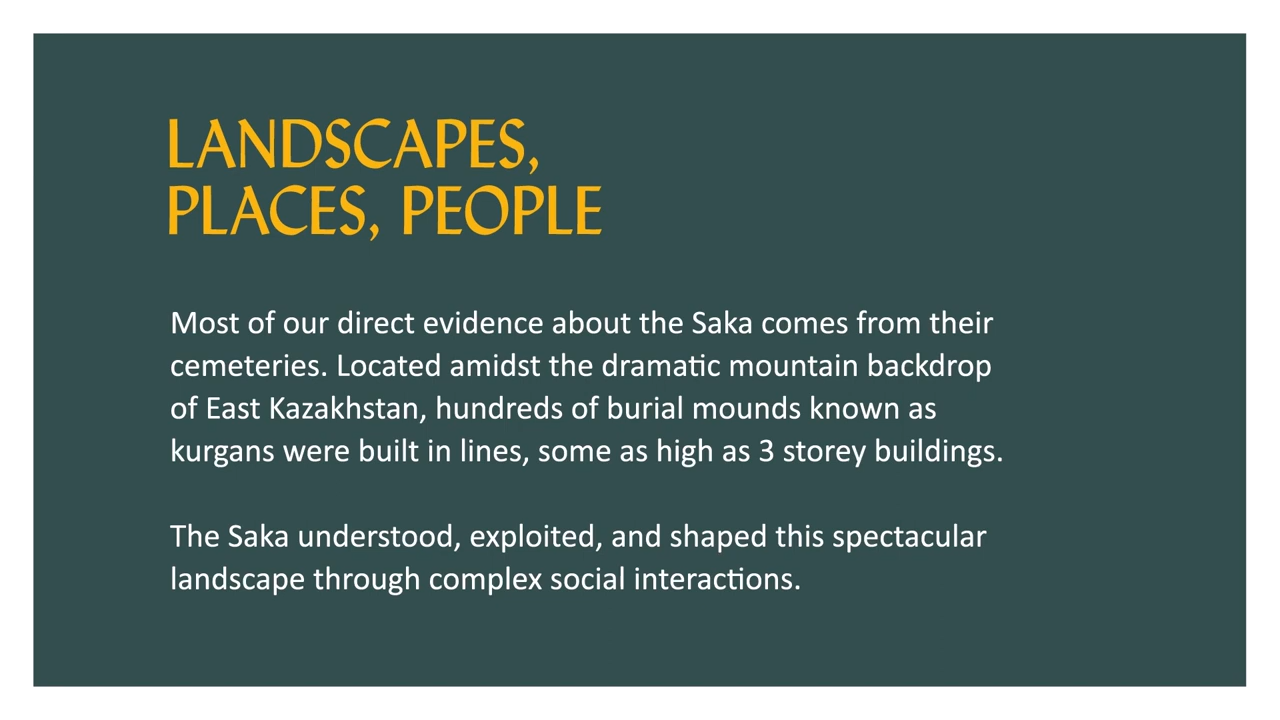 LANDSCAPES,
PLACES, PEOPLE
Most of our direct evidence about the Saka comes from their
cemeteries. Located amidst the dramatic mountain backdrop
of East Kazakhstan, hundreds of burial mounds known as
kurgans were built in lines, some as high as 3 storey buildings.
The Saka understood, exploited, and shaped this spectacular
landscape through complex social interactions.